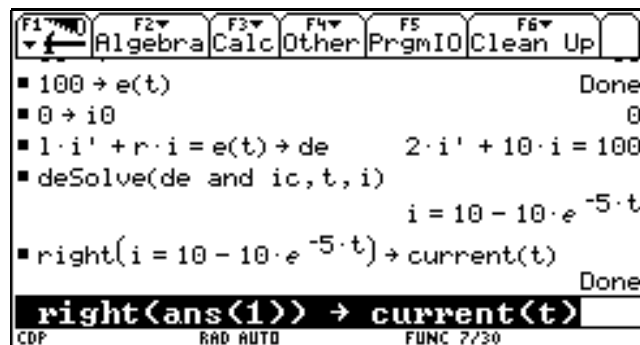 F1 F2 F3 F4 F5 F6
Algebra Calc Other PrgmIO Clean Up
▪ 100 → e(t) Done
▪ 0 → i0 0
▪ l·i' + r·i = e(t) → de 2·i' + 10·i = 100
▪ deSolve(de and ic,t,i)
i = 10 - 10·e^-5·t
▪ right(i = 10 - 10·e^-5·t) → current(t)
Done
right(ans(1)) → current(t)
CDP RAD AUTO FUNC 7/30